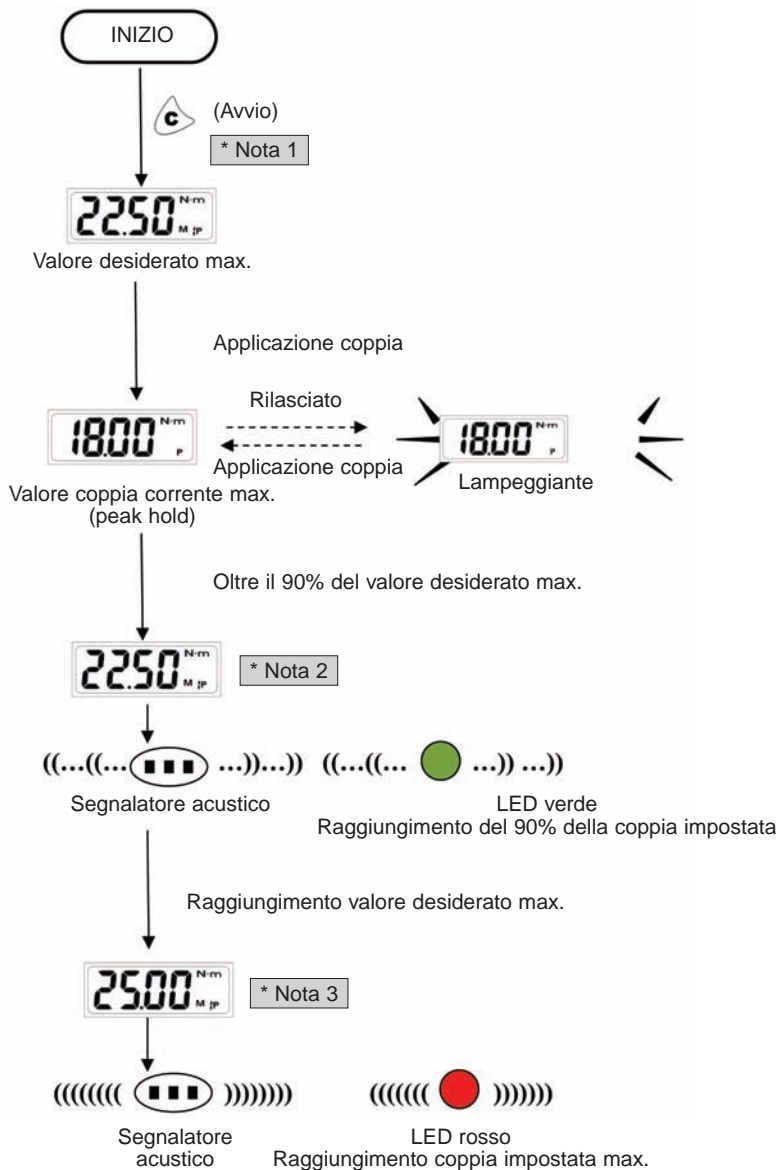 INIZIO
C (Avvio)
* Nota 1
22.50 N·m
M P
Valore desiderato max.
Applicazione coppia
Rilasciato
18.00 N·m
P
18.00 N·m
P
Applicazione coppia
Lampeggiante
Valore coppia corrente max.
(peak hold)
Oltre il 90% del valore desiderato max.
22.50 N·m
M P
* Nota 2
((...((... ...))...)) ((...((... ...)) ...))
Segnalatore acustico
LED verde
Raggiungimento del 90% della coppia impostata
Raggiungimento valore desiderato max.
25.00 N·m
M P
* Nota 3
(((((((( )))))))) ((((((( )))))))
Segnalatore
acustico
LED rosso
Raggiungimento coppia impostata max.